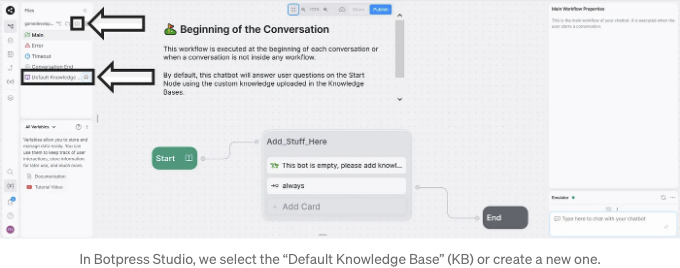 Files
gamedevelop...
Main
Error
Timeout
Conversation End
Default Knowledge ...
All Variables
Variables allow you to store and
manage data easily. You can
use them to keep track of user
interactions, store information
for later use, and much more.
Documentation
Tutorial Video
Publish
Beginning of the Conversation
This workflow is executed at the beginning of each conversation or
when a conversation is not inside any workflow.
By default, this chatbot will answer user questions on the Start
Node using the custom knowledge uploaded in the Knowledge
Bases.
Start
Add_Stuff_Here
This bot is empty, please add knowl...
always
+ Add Card
End
Main Workflow Properties
This is the main workflow of your chatbot. It is executed when the
user starts a conversation.
Emulator
Type here to chat with your chatbot
In Botpress Studio, we select the “Default Knowledge Base” (KB) or create a new one.